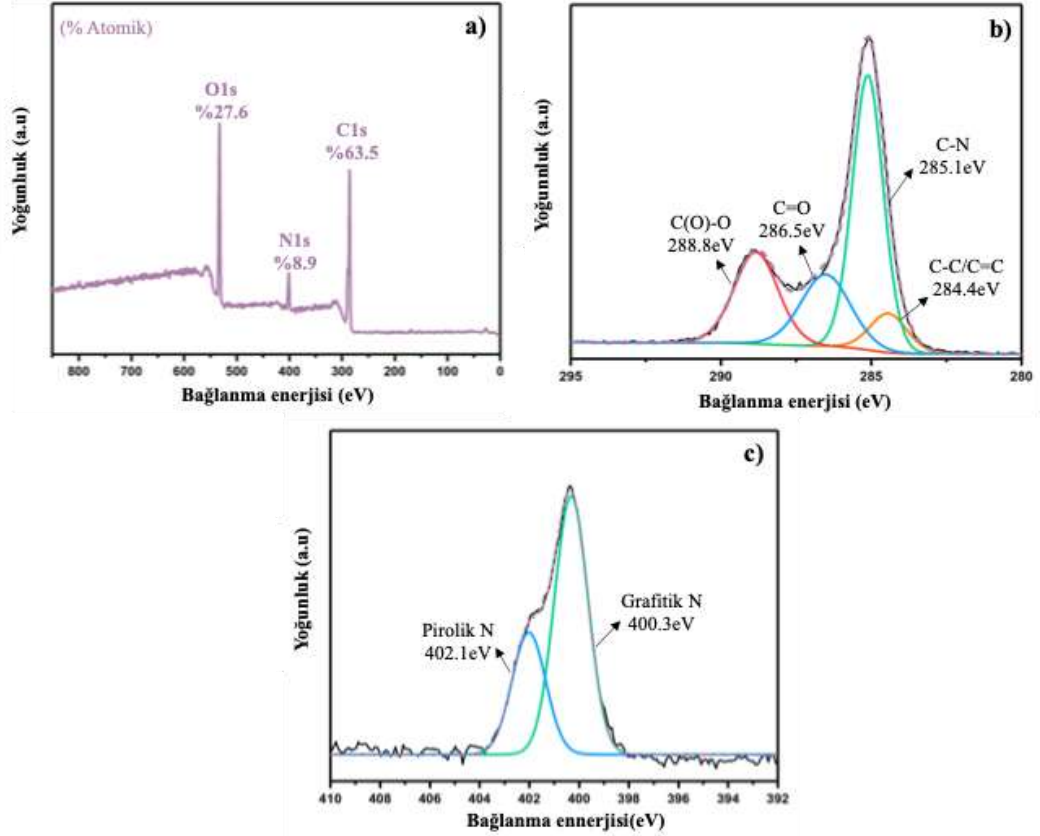 (% Atomik)
a)
O1s
%27.6
C1s
%63.5
N1s
%8.9
Yoğunluk (a.u)
800 700 600 500 400 300 200 100 0
Bağlanma enerjisi (eV)
b)
C-N
285.1eV
C=O
286.5eV
C(O)-O
288.8eV
C-C/C=C
284.4eV
Yoğunnluk (a.u)
295 290 285 280
Bağlanma enerjisi (eV)
c)
Grafitik N
400.3eV
Pirolik N
402.1eV
Yoğunluk (a.u)
410 408 406 404 402 400 398 396 394 392
Bağlanma ennerjisi(eV)